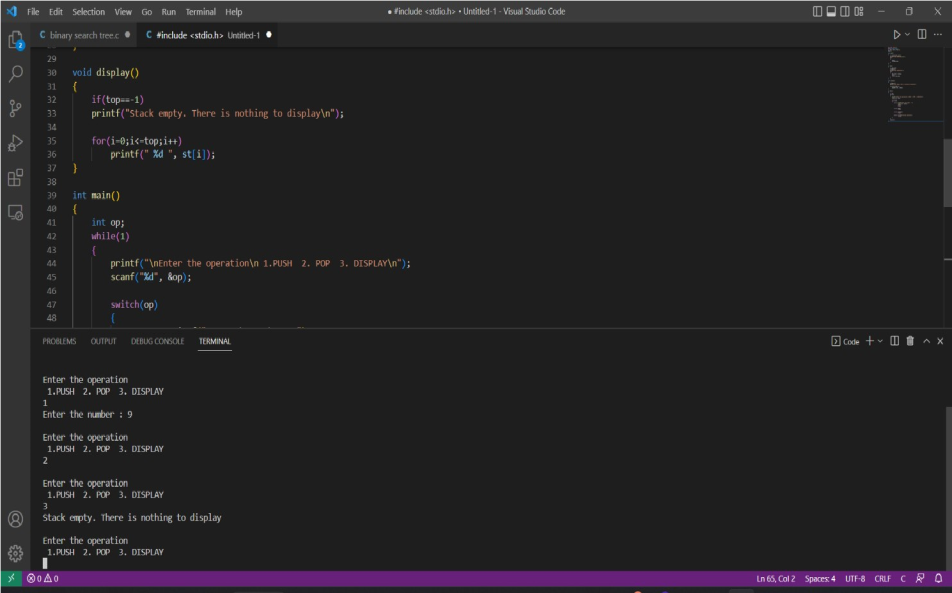 File Edit Selection View Go Run Terminal Help
● #include <stdio.h> • Untitled-1 - Visual Studio Code
C binary search tree.c ●
C #include <stdio.h> Untitled-1 ●
2
29
30 void display()
31 {
32 if(top==-1)
33 printf("Stack empty. There is nothing to display\n");
34
35 for(i=0;i<=top;i++)
36 printf(" %d ", st[i]);
37 }
38
39 int main()
40 {
41 int op;
42 while(1)
43 {
44 printf("\nEnter the operation\n 1.PUSH 2. POP 3. DISPLAY\n");
45 scanf("%d", &op);
46
47 switch(op)
48 {
PROBLEMS OUTPUT DEBUG CONSOLE TERMINAL
Code
Enter the operation
1.PUSH 2. POP 3. DISPLAY
1
Enter the number : 9
Enter the operation
1.PUSH 2. POP 3. DISPLAY
2
Enter the operation
1.PUSH 2. POP 3. DISPLAY
3
Stack empty. There is nothing to display
Enter the operation
1.PUSH 2. POP 3. DISPLAY
0 0
Ln 65, Col 2 Spaces: 4 UTF-8 CRLF C